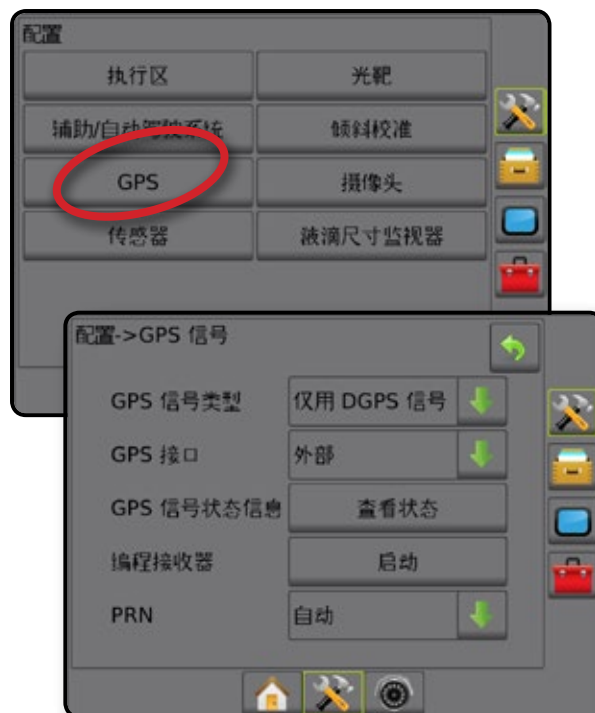 配置
执行区 光靶
辅助/自动驾驶系统 倾斜校准
GPS 摄像头
传感器 液滴尺寸监视器
配置->GPS 信号
GPS 信号类型 仅用 DGPS 信号
GPS 接口 外部
GPS 信号状态信息 查看状态
编程接收器 启动
PRN 自动